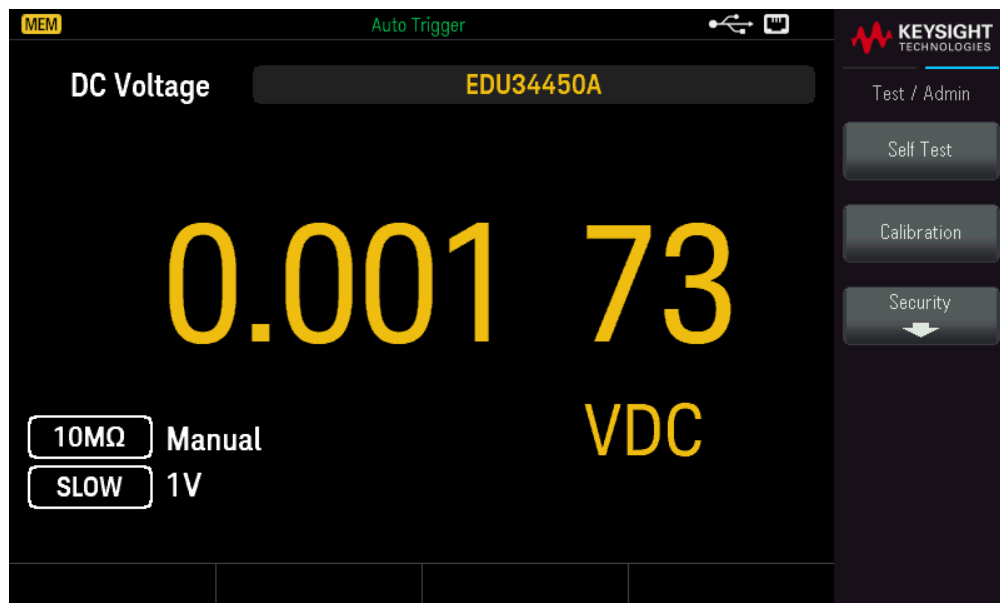 MEM
Auto Trigger
KEYSIGHT
TECHNOLOGIES
DC Voltage
EDU34450A
Test / Admin
Self Test
Calibration
Security
0.001 73
VDC
10MΩ Manual
SLOW 1V